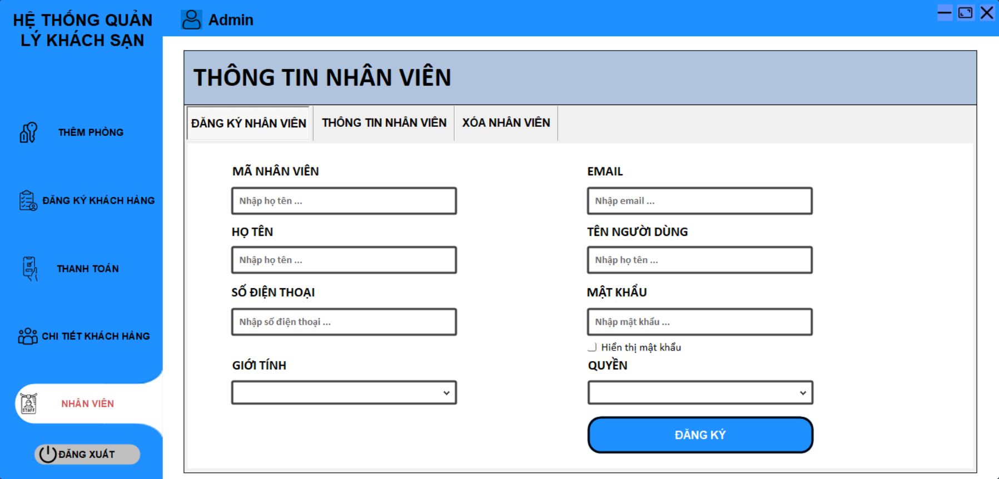 HỆ THỐNG QUẢN
LÝ KHÁCH SẠN
Admin
THÊM PHÒNG
ĐĂNG KÝ KHÁCH HÀNG
THANH TOÁN
CHI TIẾT KHÁCH HÀNG
STAFF
NHÂN VIÊN
ĐĂNG XUẤT
THÔNG TIN NHÂN VIÊN
ĐĂNG KÝ NHÂN VIÊN
THÔNG TIN NHÂN VIÊN
XÓA NHÂN VIÊN
MÃ NHÂN VIÊN
Nhập họ tên ...
HỌ TÊN
Nhập họ tên ...
SỐ ĐIỆN THOẠI
Nhập số điện thoại ...
GIỚI TÍNH
EMAIL
Nhập email ...
TÊN NGƯỜI DÙNG
Nhập họ tên ...
MẬT KHẨU
Nhập mật khẩu ...
Hiển thị mật khẩu
QUYỀN
ĐĂNG KÝ